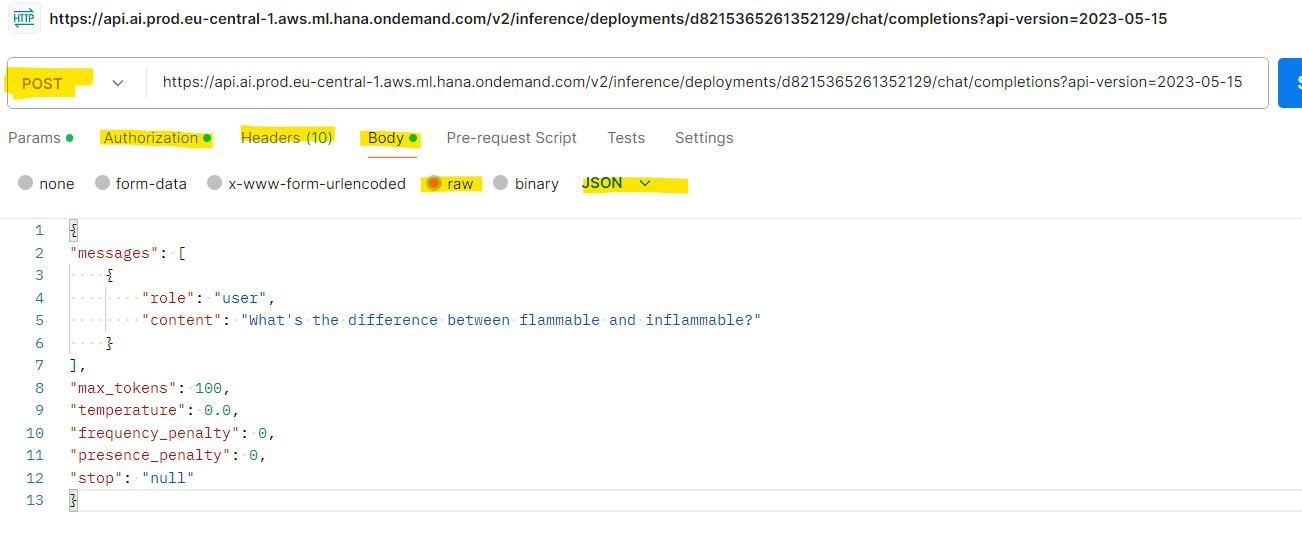 HTTP https://api.ai.prod.eu-central-1.aws.ml.hana.ondemand.com/v2/inference/deployments/d8215365261352129/chat/completions?api-version=2023-05-15
POST https://api.ai.prod.eu-central-1.aws.ml.hana.ondemand.com/v2/inference/deployments/d8215365261352129/chat/completions?api-version=2023-05-15
Params Authorization Headers (10) Body Pre-request Script Tests Settings
none form-data x-www-form-urlencoded raw binary JSON
1 {
2 "messages": [
3 {
4 "role": "user",
5 "content": "What's the difference between flammable and inflammable?"
6 }
7 ],
8 "max_tokens": 100,
9 "temperature": 0.0,
10 "frequency_penalty": 0,
11 "presence_penalty": 0,
12 "stop": "null"
13 }